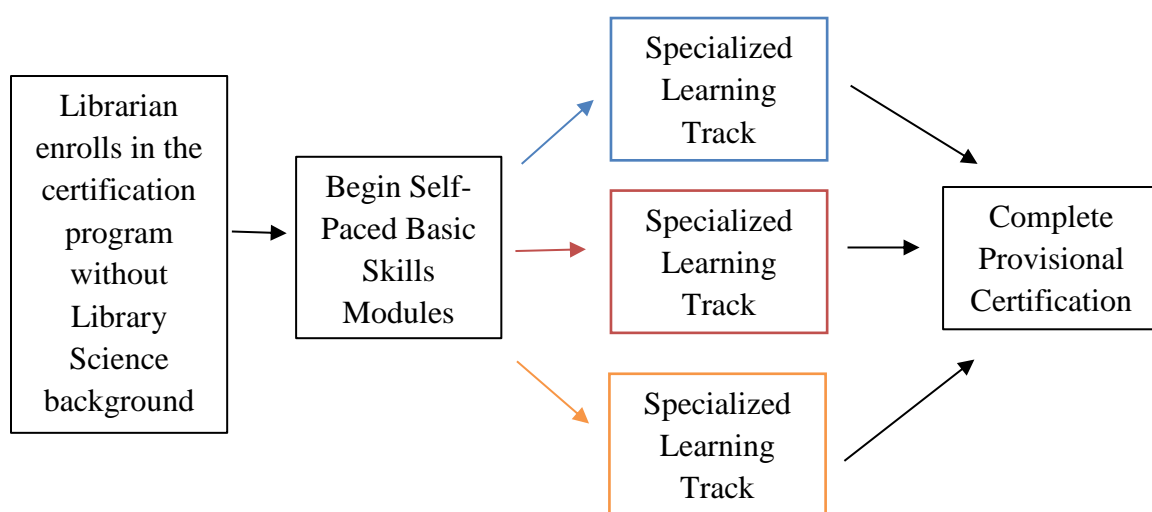 Librarian
enrolls in the
certification
program
without
Library
Science
background
Begin Self-
Paced Basic
Skills
Modules
Specialized
Learning
Track
Specialized
Learning
Track
Specialized
Learning
Track
Complete
Provisional
Certification